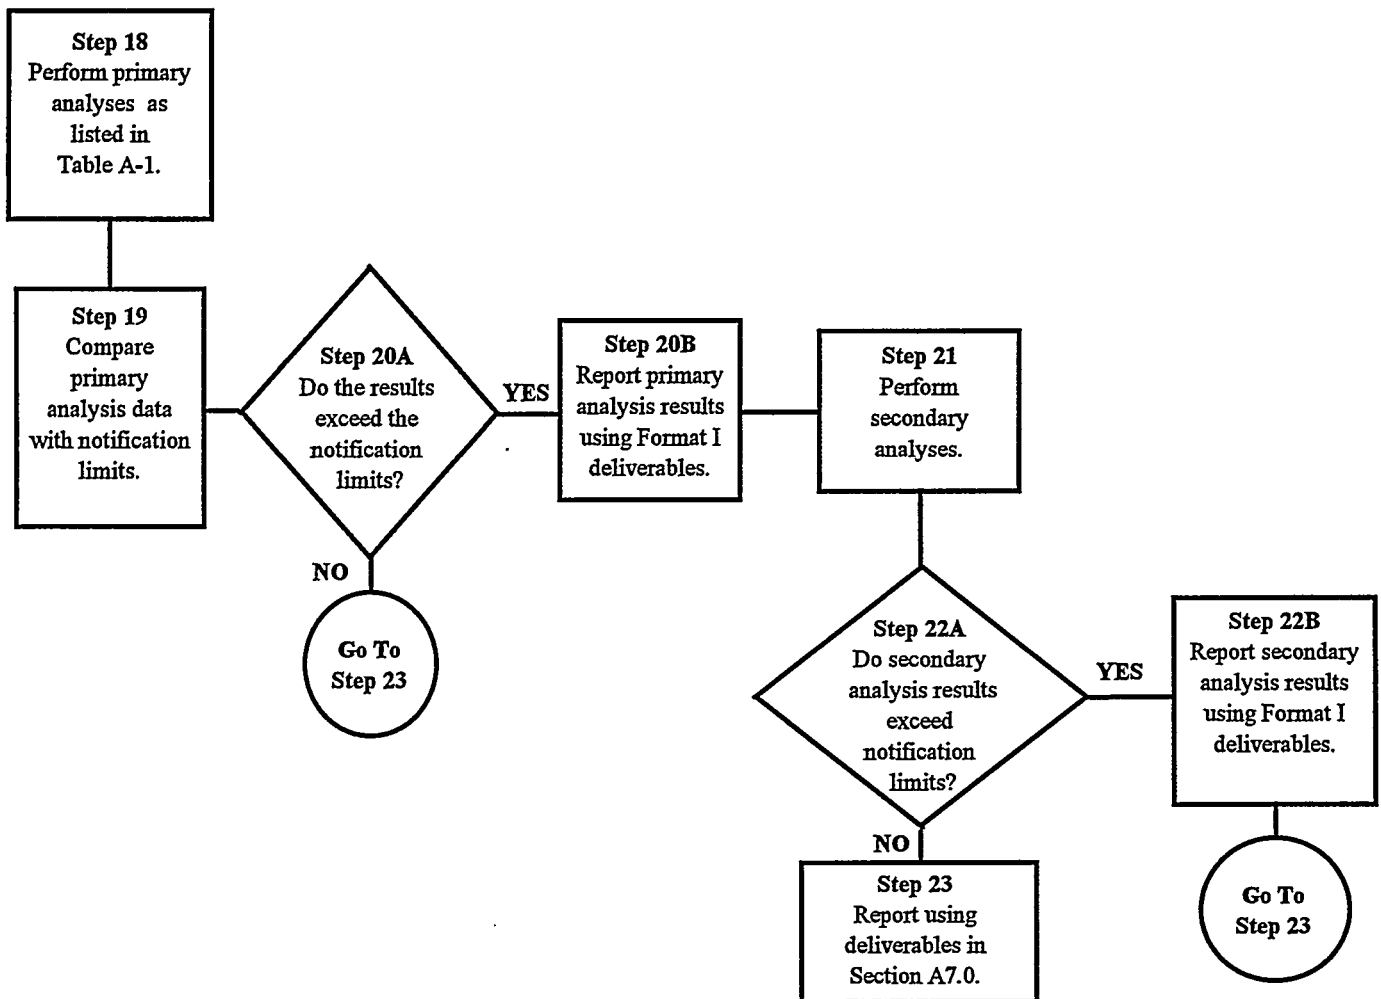 Step 18
Perform primary
analyses as
listed in
Table A-1.
Step 19
Compare
primary
analysis data
with notification
limits.
Step 20A
Do the results
exceed the
notification
limits?
YES
NO
Go To
Step 23
Step 20B
Report primary
analysis results
using Format I
deliverables.
Step 21
Perform
secondary
analyses.
Step 22A
Do secondary
analysis results
exceed
notification
limits?
YES
NO
Step 22B
Report secondary
analysis results
using Format I
deliverables.
Go To
Step 23
Step 23
Report using
deliverables in
Section A7.0.